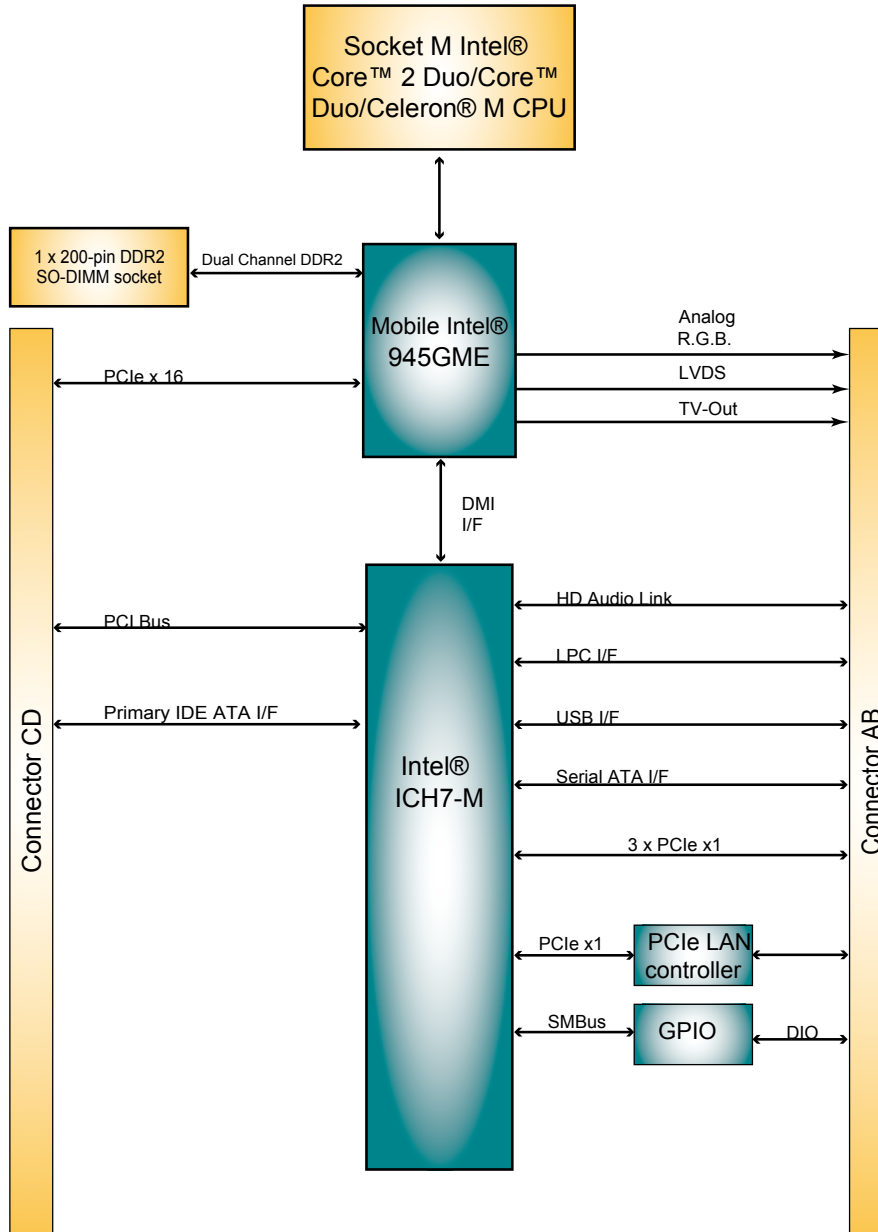 Socket M Intel®
Core™ 2 Duo/Core™
Duo/Celeron® M CPU
1 x 200-pin DDR2
SO-DIMM socket
Dual Channel DDR2
Mobile Intel®
945GME
Analog
R.G.B.
LVDS
TV-Out
PCIe x 16
DMI
I/F
PCI Bus
Primary IDE ATA I/F
Intel®
ICH7-M
HD Audio Link
LPC I/F
USB I/F
Serial ATA I/F
3 x PCIe x1
PCIe x1
PCIe LAN
controller
SMBus
GPIO
DIO
Connector CD
Connector AB